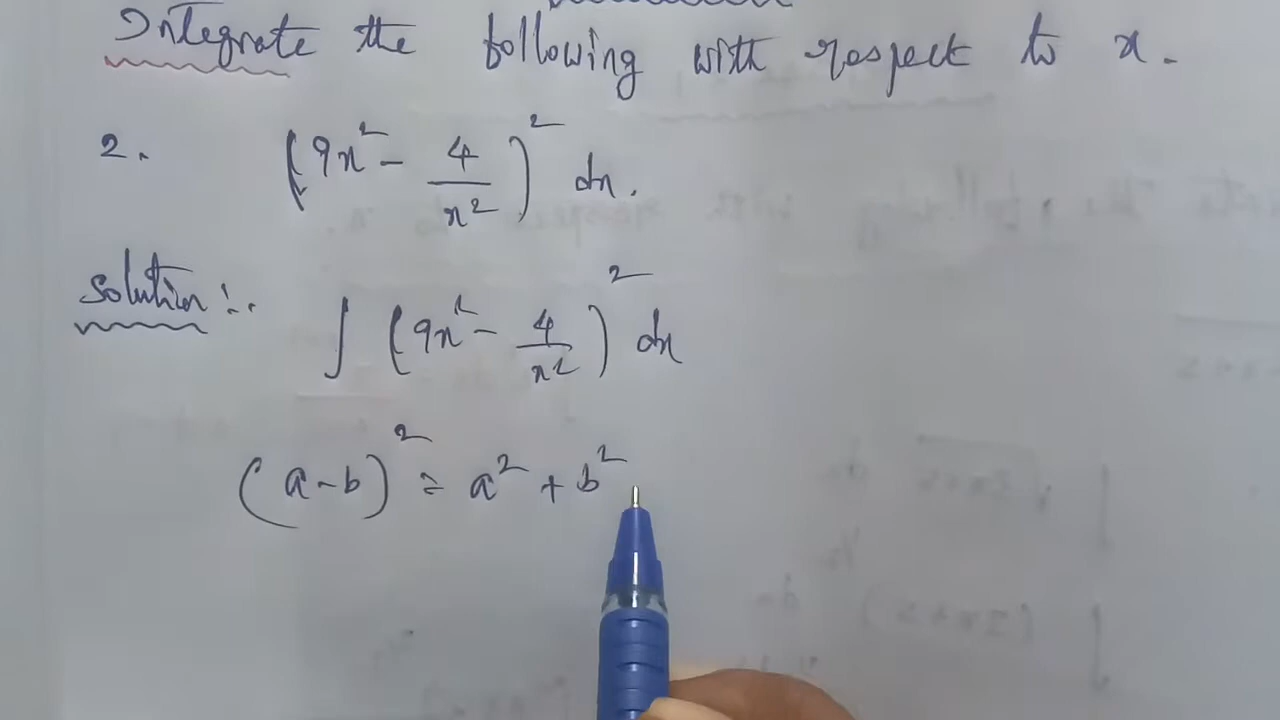 Integrate the following with respect to x.
2. (9x² - 4/x²)² dx.
Solution:-
∫ (9x² - 4/x²)² dx
(a-b)² = a² + b²